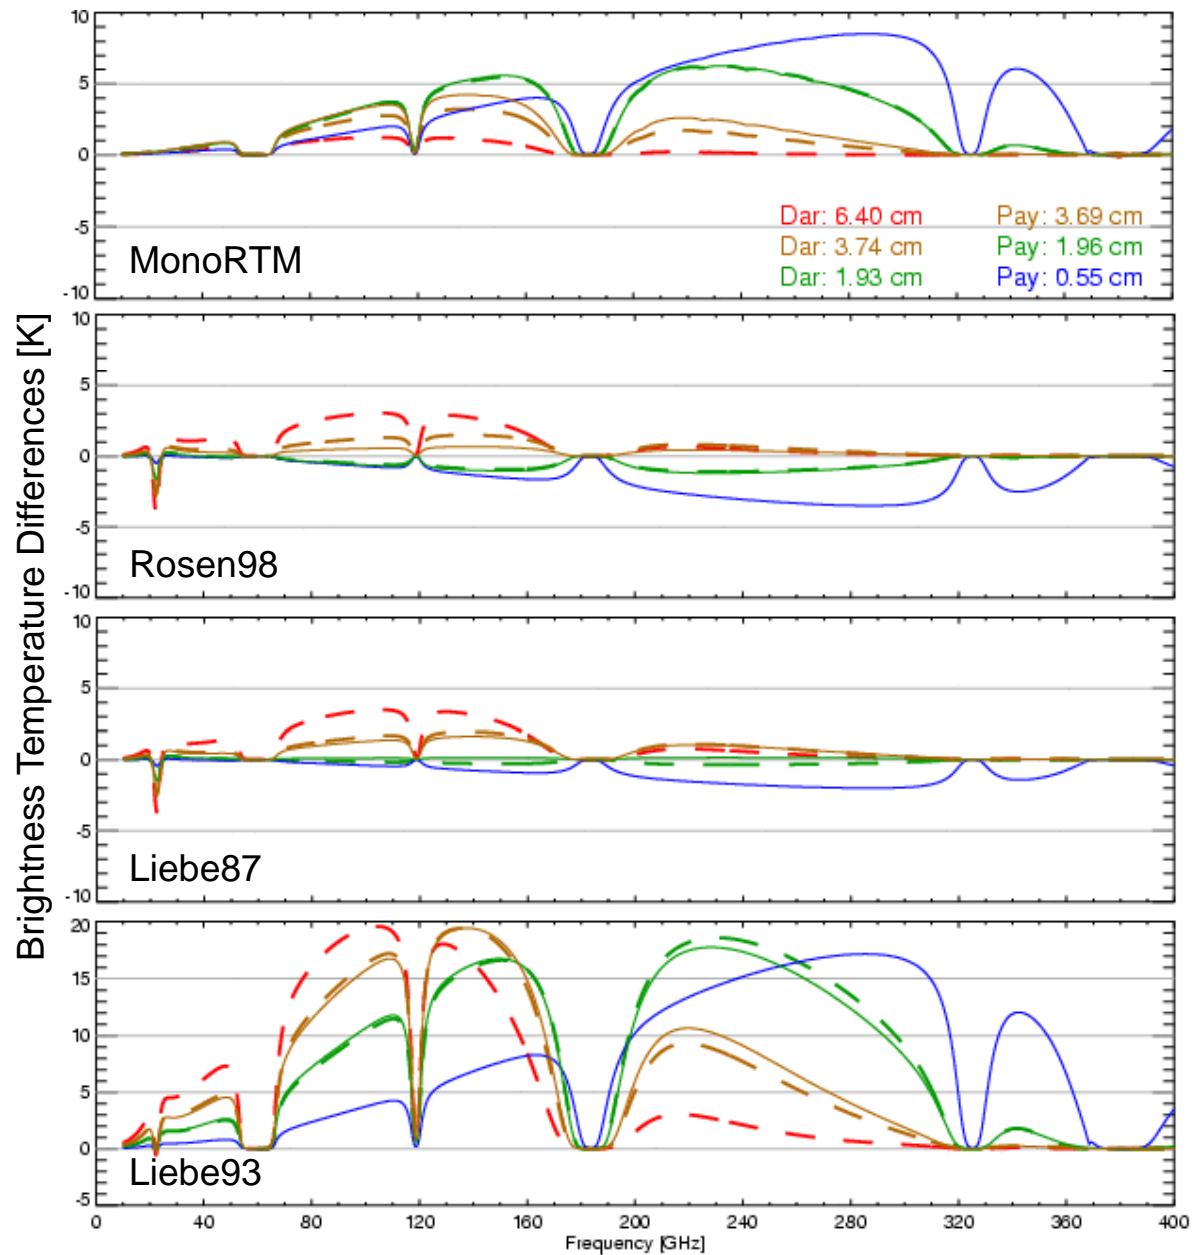 Brightness Temperature Differences [K]
10
5
0
-5
-10
Dar: 6.40 cm Pay: 3.69 cm
Dar: 3.74 cm Pay: 1.96 cm
Dar: 1.93 cm Pay: 0.55 cm
MonoRTM
10
5
0
-5
-10
Rosen98
10
5
0
-5
-10
Liebe87
20
15
10
5
0
-5
Liebe93
0 40 80 120 160 200 240 280 320 360 400
Frequency [GHz]